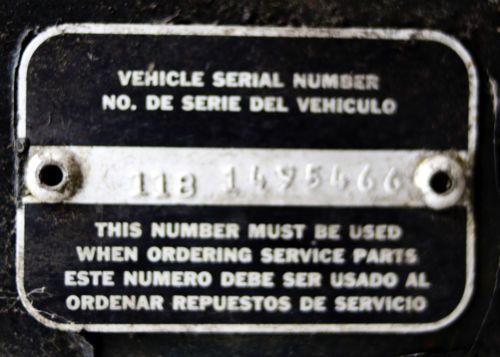 VEHICLE SERIAL NUMBER
NO. DE SERIE DEL VEHICULO
118 1495466
THIS NUMBER MUST BE USED
WHEN ORDERING SERVICE PARTS
ESTE NUMERO DEBE SER USADO AL
ORDENAR REPUESTOS DE SERVICIO